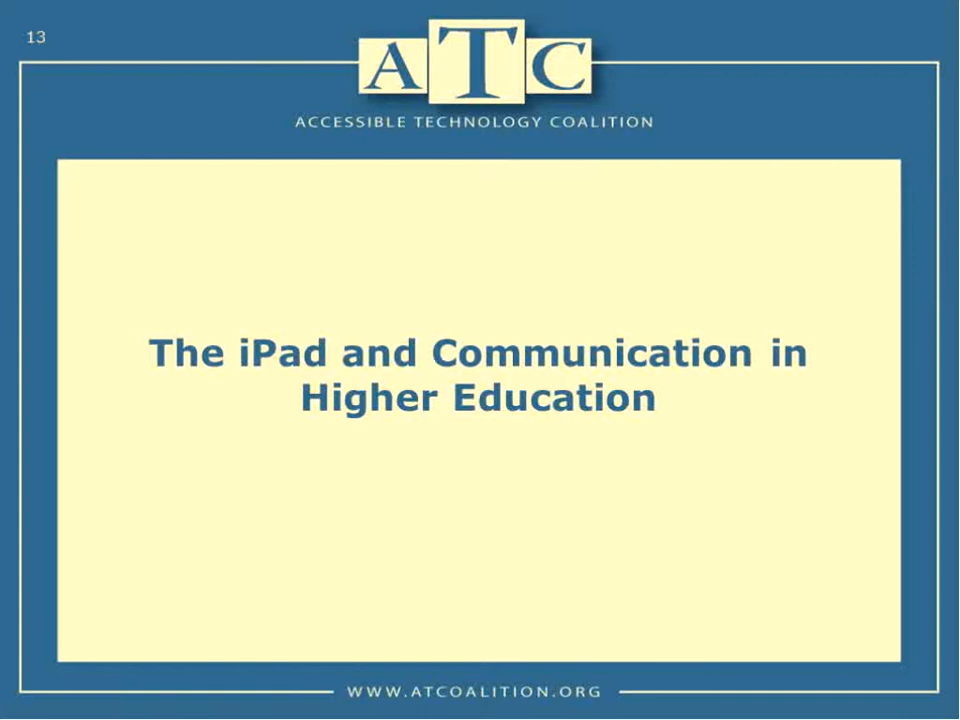 13
ATC
ACCESSIBLE TECHNOLOGY COALITION
The iPad and Communication in
Higher Education
WWW.ATCOALITION.ORG